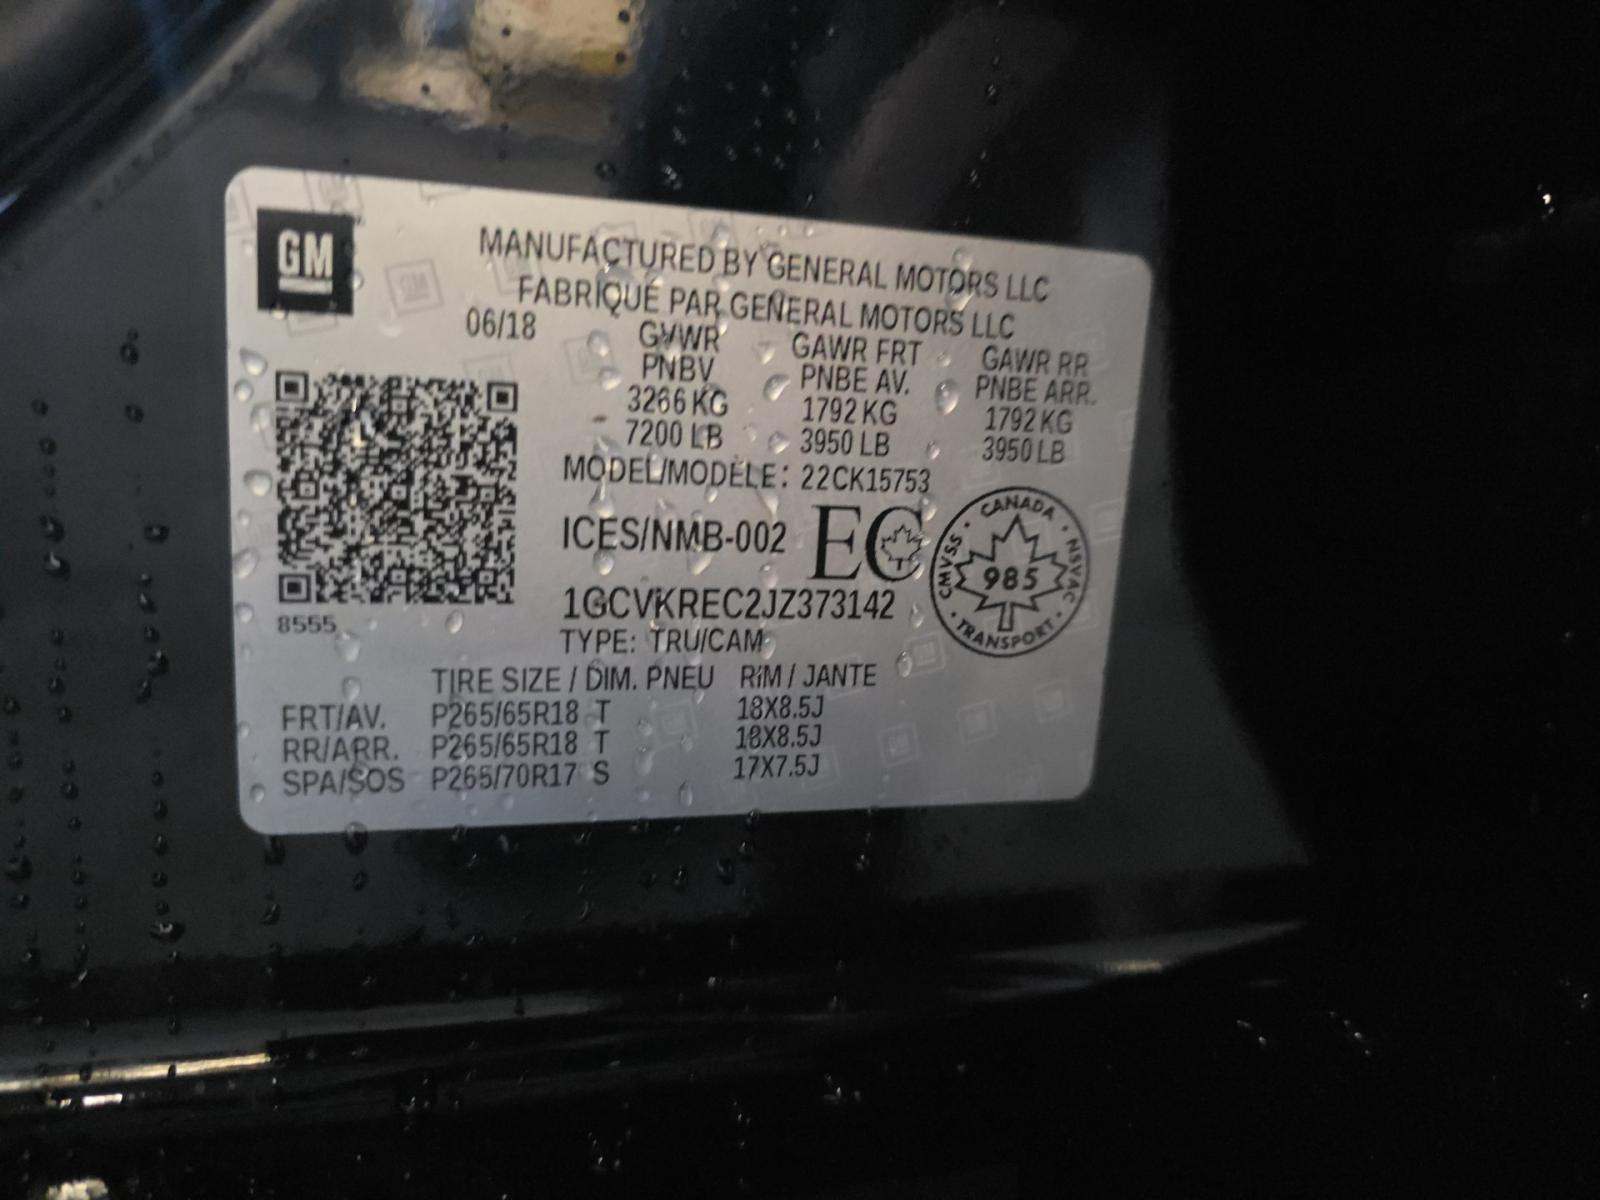 GM
MANUFACTURED BY GENERAL MOTORS LLC
FABRIQUÉ PAR GENERAL MOTORS LLC
06/18 GVWR GAWR FRT GAWR RR
PNBV PNBE AV. PNBE ARR.
3266 KG 1792 KG 1792 KG
7200 LB 3950 LB 3950 LB
MODEL/MODÈLE: 22CK15753
ICES/NMB-002 EC
CANADA
CMVSS 985 NSVAC
TRANSPORT
1GCVKREC2JZ373142
8555
TYPE: TRU/CAM
TIRE SIZE / DIM. PNEU RIM / JANTE
FRT/AV. P265/65R18 T 18X8.5J
RR/ARR. P265/65R18 T 18X8.5J
SPA/SOS P265/70R17 S 17X7.5J